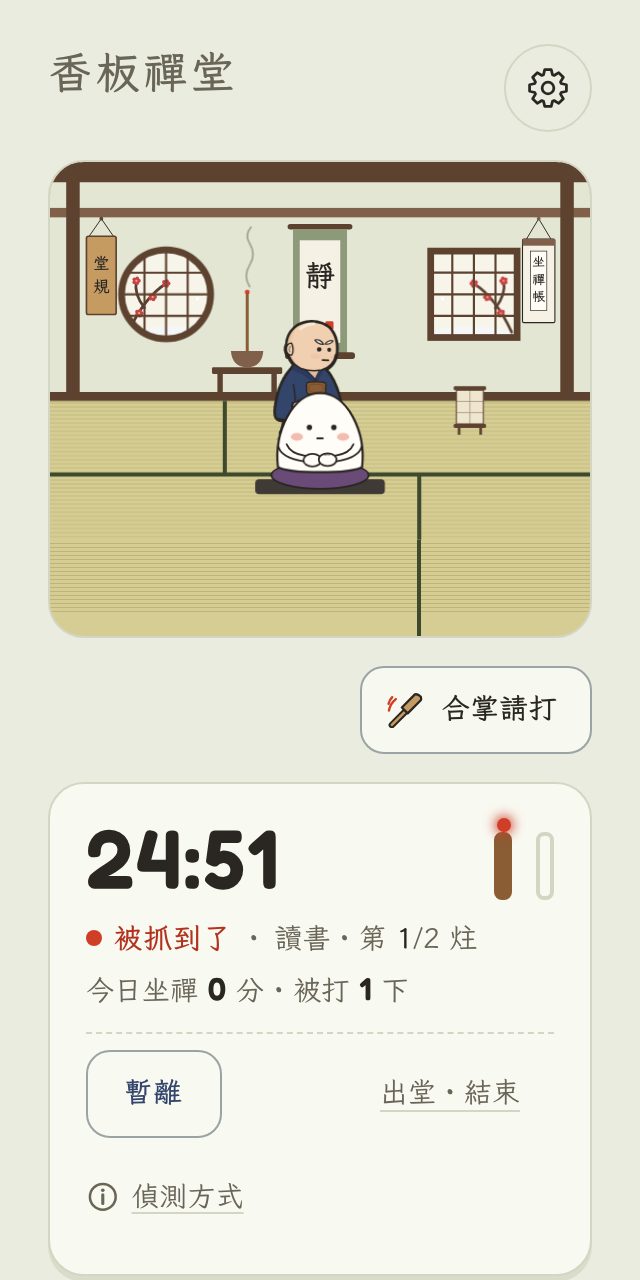 香板禪堂
堂規
靜
坐禪帳
合掌請打
24:51
被抓到了 · 讀書 · 第 1/2 炷
今日坐禪 0 分 · 被打 1 下
暫離
出堂 · 結束
偵測方式